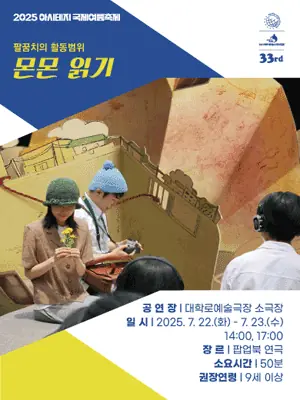 2025 아시테지 국제여름축제
팔꿈치의 활동범위
몬몬 읽기
33rd
공 연 장 | 대학로예술극장 소극장
일 시 | 2025. 7. 22.(화) - 7. 23.(수)
14:00, 17:00
장 르 | 팝업북 연극
소요시간 | 50분
권장연령 | 9세 이상